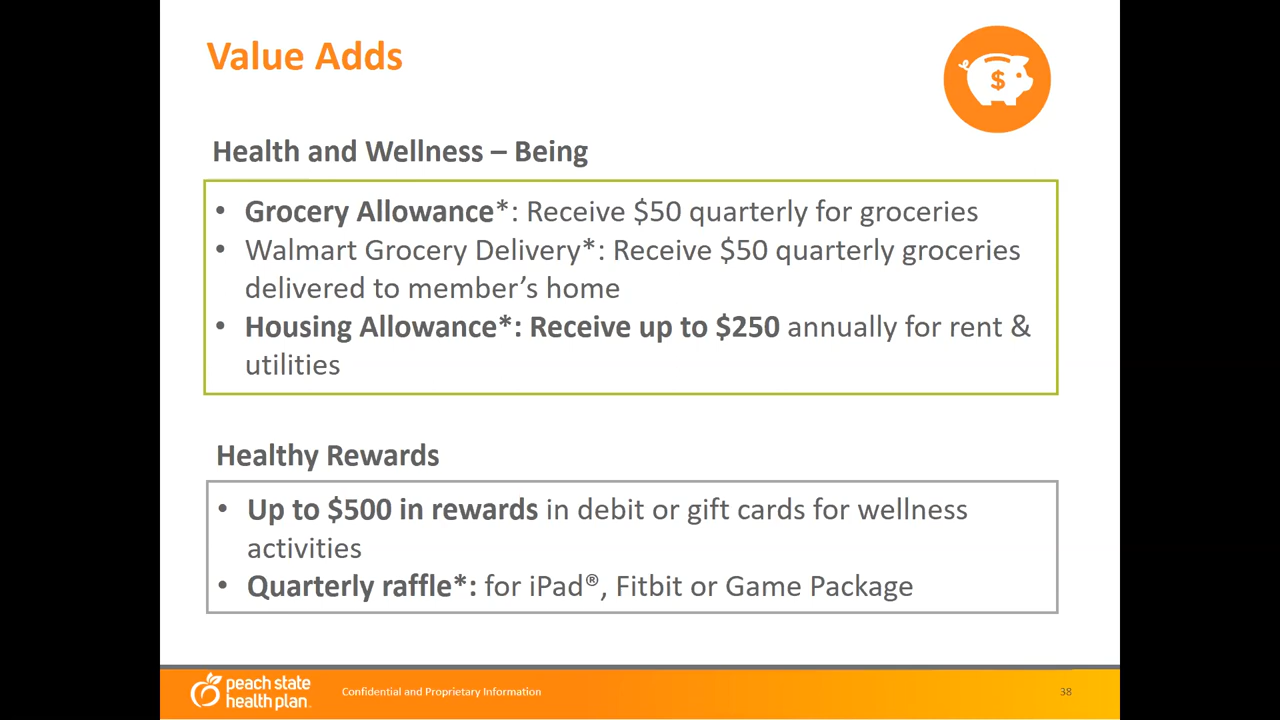 Value Adds
$
Health and Wellness – Being
• Grocery Allowance*: Receive $50 quarterly for groceries
• Walmart Grocery Delivery*: Receive $50 quarterly groceries
delivered to member’s home
• Housing Allowance*: Receive up to $250 annually for rent &
utilities
Healthy Rewards
• Up to $500 in rewards in debit or gift cards for wellness
activities
• Quarterly raffle*: for iPad®, Fitbit or Game Package
peach state
health plan.
Confidential and Proprietary Information
38